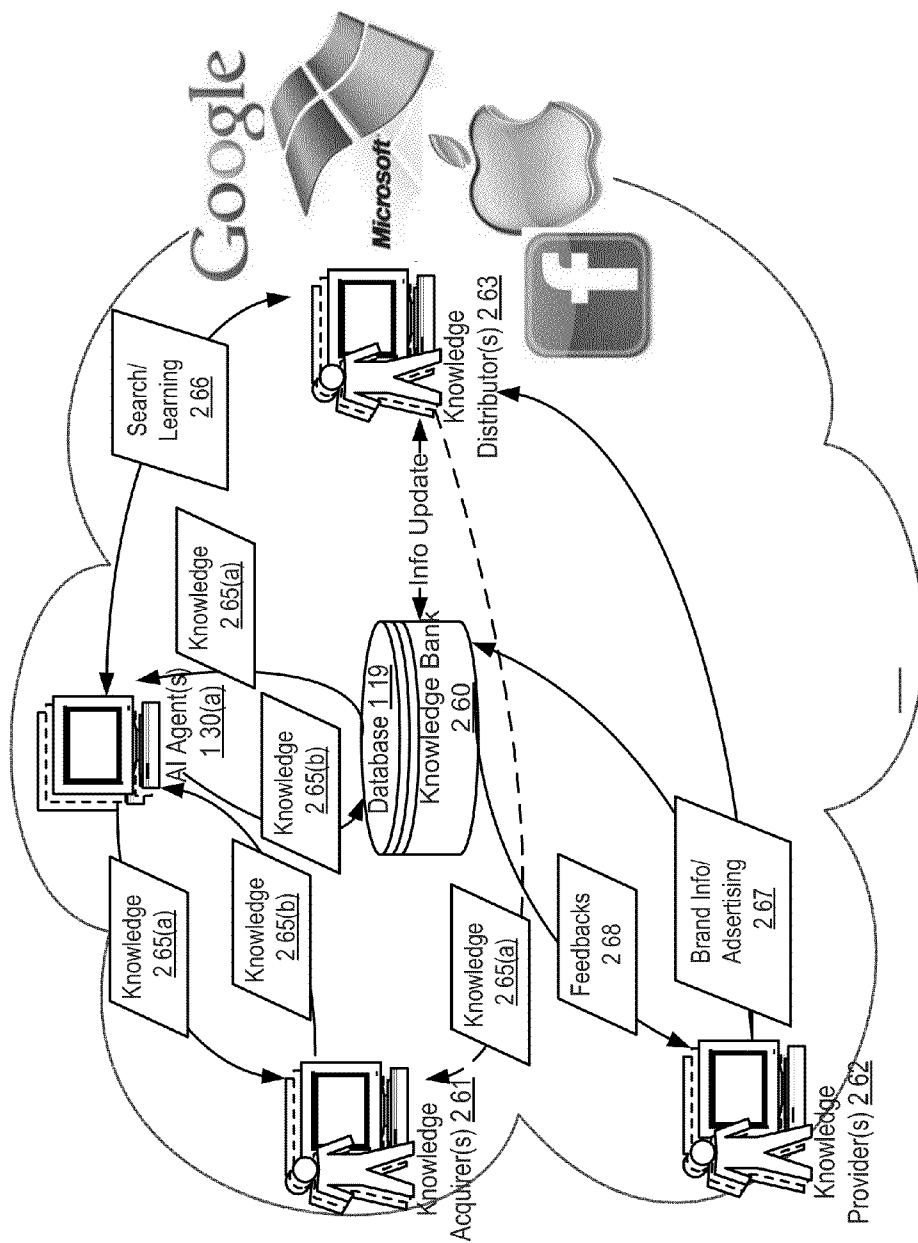 Knowledge
2 65(a)
Search/
Learning
2 66
AI Agent(s)
1 30(a)
Knowledge
2 65(a)
Google
Knowledge
2 65(b)
Knowledge
2 65(b)
Microsoft
Database 1 19
Knowledge Bank
2 60
Info Update
Knowledge
Acquirer(s) 2 61
Knowledge
2 65(a)
Knowledge
Distributor(s) 2 63
f
Feedbacks
2 68
Brand Info/
Adsertising
2 67
Knowledge
Provider(s) 2 62